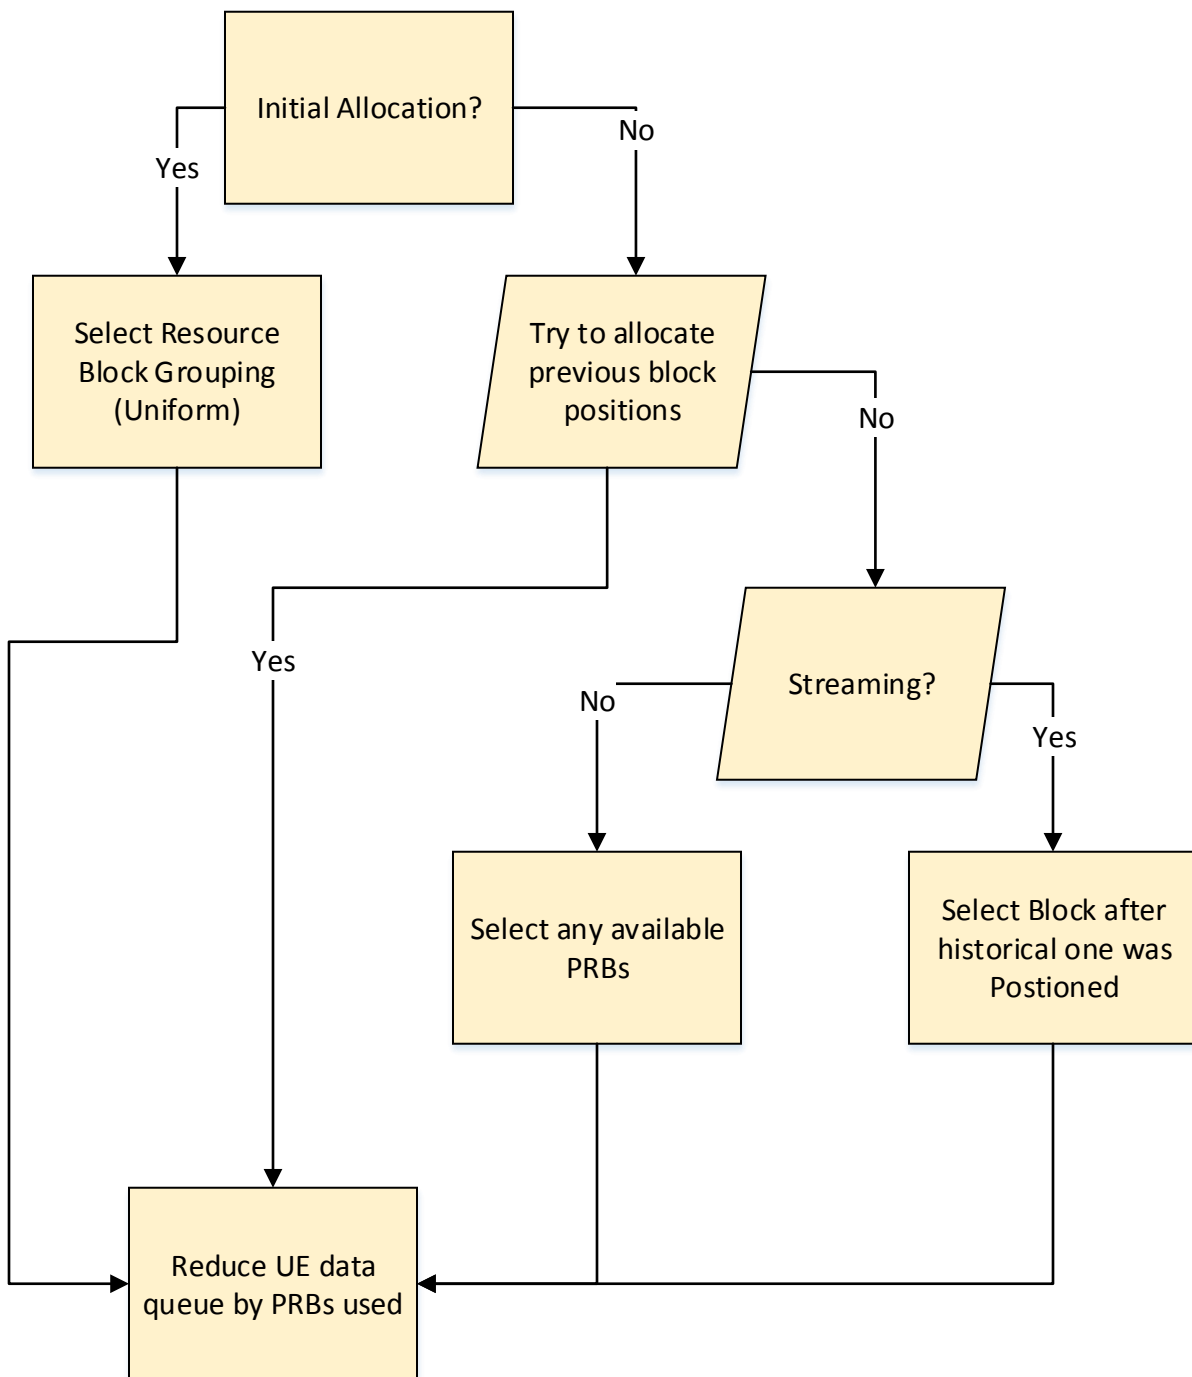 Initial Allocation?
Yes
No
Select Resource
Block Grouping
(Uniform)
Try to allocate
previous block
positions
No
Yes
Streaming?
No
Yes
Select any available
PRBs
Select Block after
historical one was
Postioned
Reduce UE data
queue by PRBs used